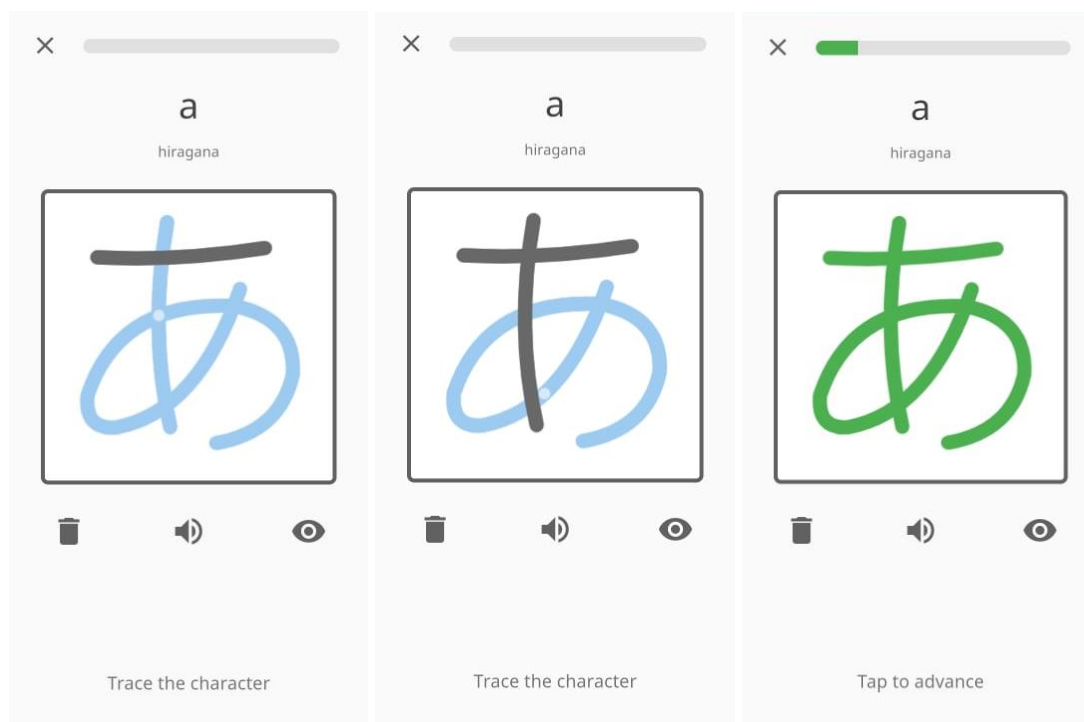 a
hiragana
あ
Trace the character
a
hiragana
あ
Trace the character
a
hiragana
あ
Tap to advance